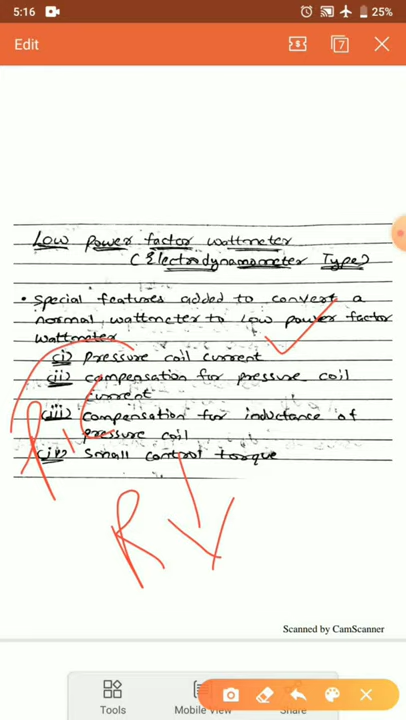 5:16
25%
Edit
7
Low power factor wattmeter
(Electrodynamometer Type)
• Special features added to convert a
normal wattmeter to low power factor
wattmeter
(i) Pressure coil current
(ii) compensation for pressure coil
current
(iii) compensation for inductance of
pressure coil
(iv) Small control torque
R
Scanned by CamScanner
Tools
Mobile View
Share